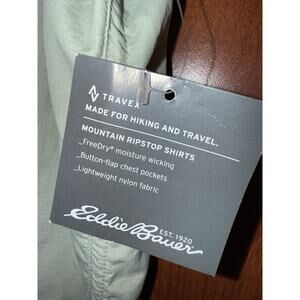 TRAVEX
MADE FOR HIKING AND TRAVEL.
MOUNTAIN RIPSTOP SHIRTS
_FreeDry® moisture wicking
_Button-flap chest pockets
_Lightweight nylon fabric
Eddie Bauer
EST. 1920